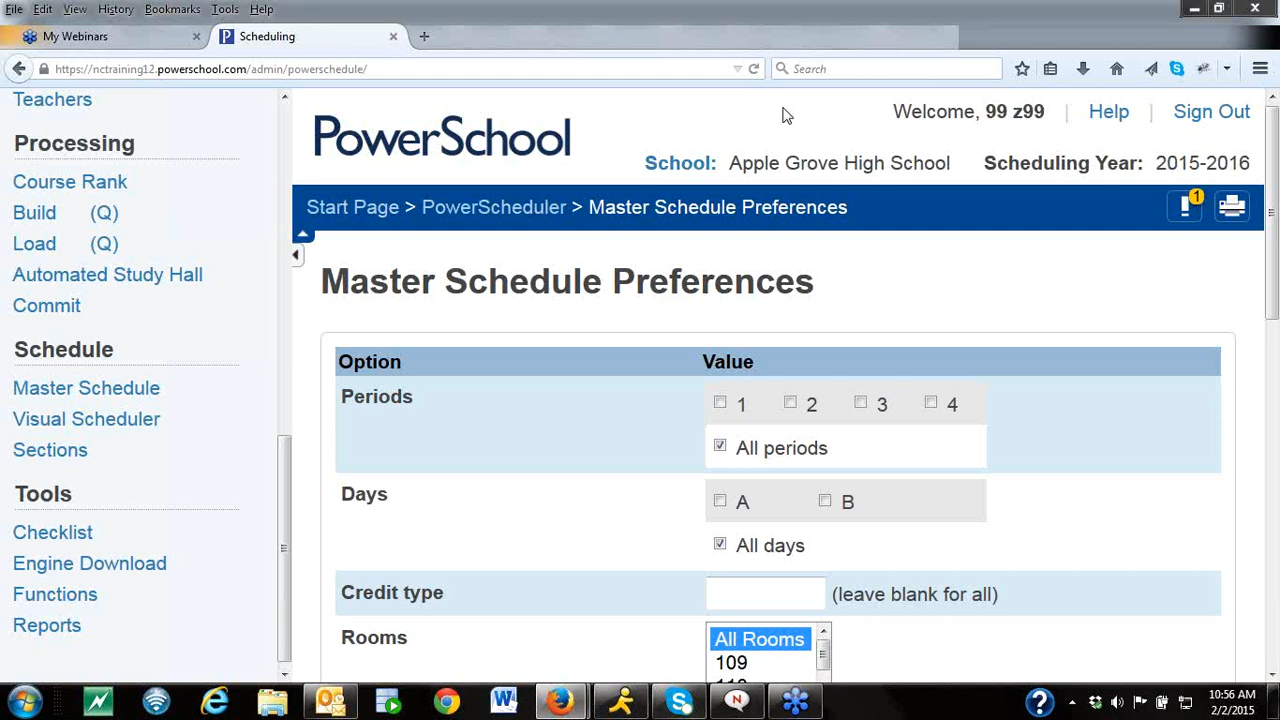 File Edit View History Bookmarks Tools Help
My Webinars × P Scheduling × +
https://nctraining12.powerschool.com/admin/powerschedule/ Search
Teachers
Processing
Course Rank
Build (Q)
Load (Q)
Automated Study Hall
Commit
Schedule
Master Schedule
Visual Scheduler
Sections
Tools
Checklist
Engine Download
Functions
Reports
PowerSchool
Welcome, 99 z99 | Help | Sign Out
School: Apple Grove High School Scheduling Year: 2015-2016
Start Page > PowerScheduler > Master Schedule Preferences
1
Master Schedule Preferences
Option Value
Periods 1 2 3 4
All periods
Days A B
All days
Credit type (leave blank for all)
Rooms All Rooms
109
10:56 AM
2/2/2015